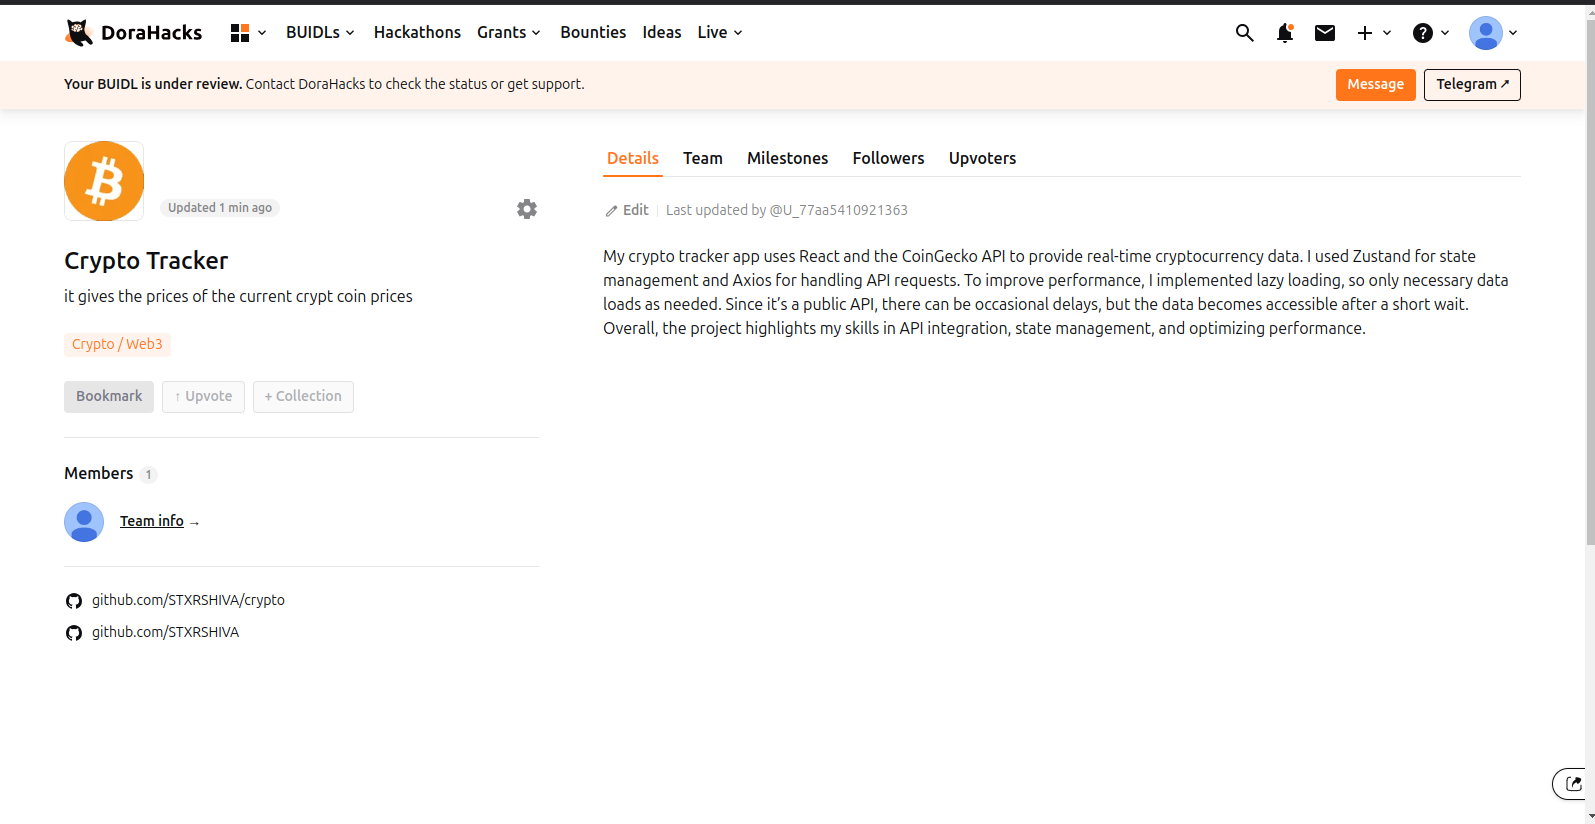 DoraHacks BUIDLs Hackathons Grants Bounties Ideas Live
Your BUIDL is under review. Contact DoraHacks to check the status or get support. Message Telegram ↗
Updated 1 min ago
Crypto Tracker
it gives the prices of the current crypt coin prices
Crypto / Web3
Bookmark ↑ Upvote + Collection
Members 1
Team info →
github.com/STXRSHIVA/crypto
github.com/STXRSHIVA
Details Team Milestones Followers Upvoters
Edit Last updated by @U_77aa5410921363
My crypto tracker app uses React and the CoinGecko API to provide real-time cryptocurrency data. I used Zustand for state
management and Axios for handling API requests. To improve performance, I implemented lazy loading, so only necessary data
loads as needed. Since it’s a public API, there can be occasional delays, but the data becomes accessible after a short wait.
Overall, the project highlights my skills in API integration, state management, and optimizing performance.